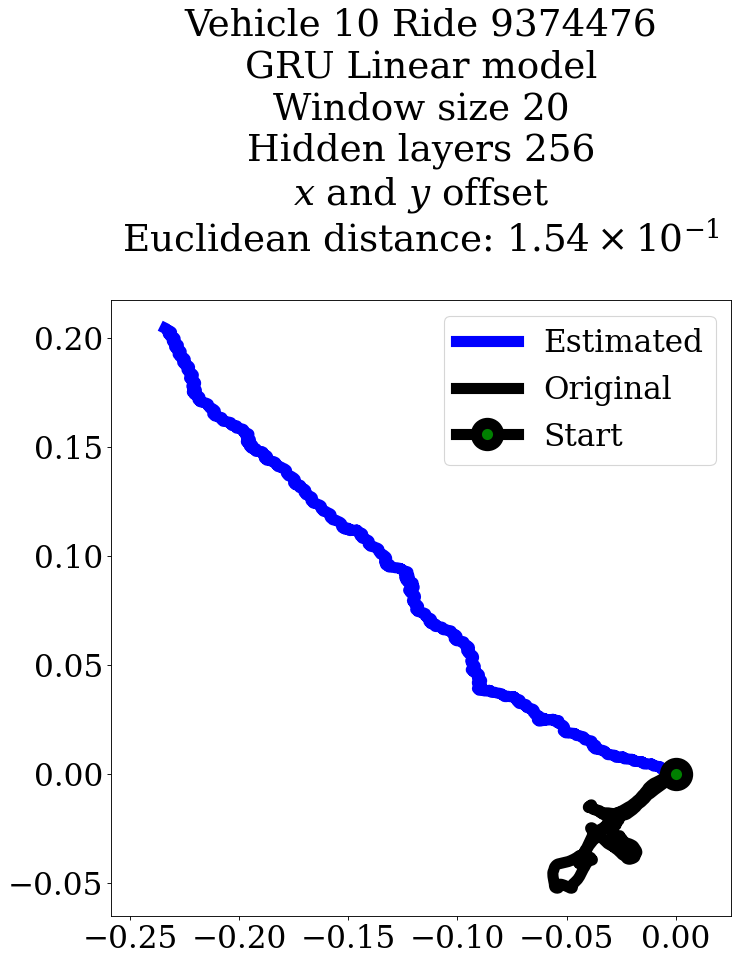 Vehicle 10 Ride 9374476
GRU Linear model
Window size 20
Hidden layers 256
x and y offset
Euclidean distance: 1.54 × 10⁻¹
Estimated
Original
Start
0.20
0.15
0.10
0.05
0.00
−0.05
−0.25 −0.20 −0.15 −0.10 −0.05 0.00